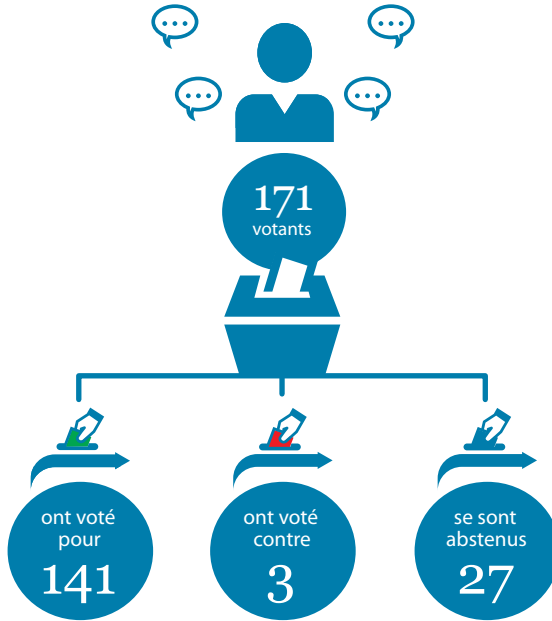 171
votants
ont voté
pour
141
ont voté
contre
3
se sont
abstenus
27